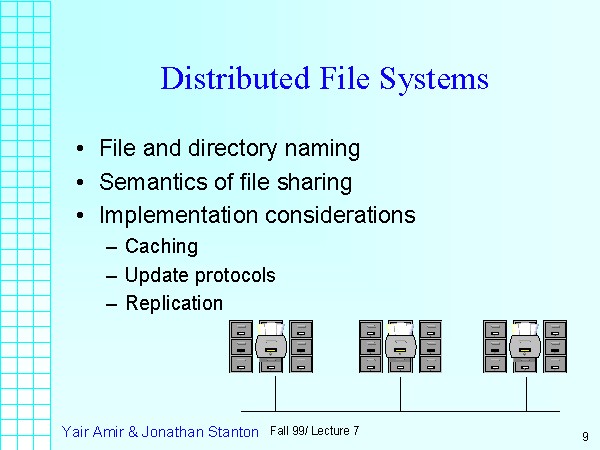 Distributed File Systems
• File and directory naming
• Semantics of file sharing
• Implementation considerations
– Caching
– Update protocols
– Replication
Yair Amir & Jonathan Stanton Fall 99/ Lecture 7 9